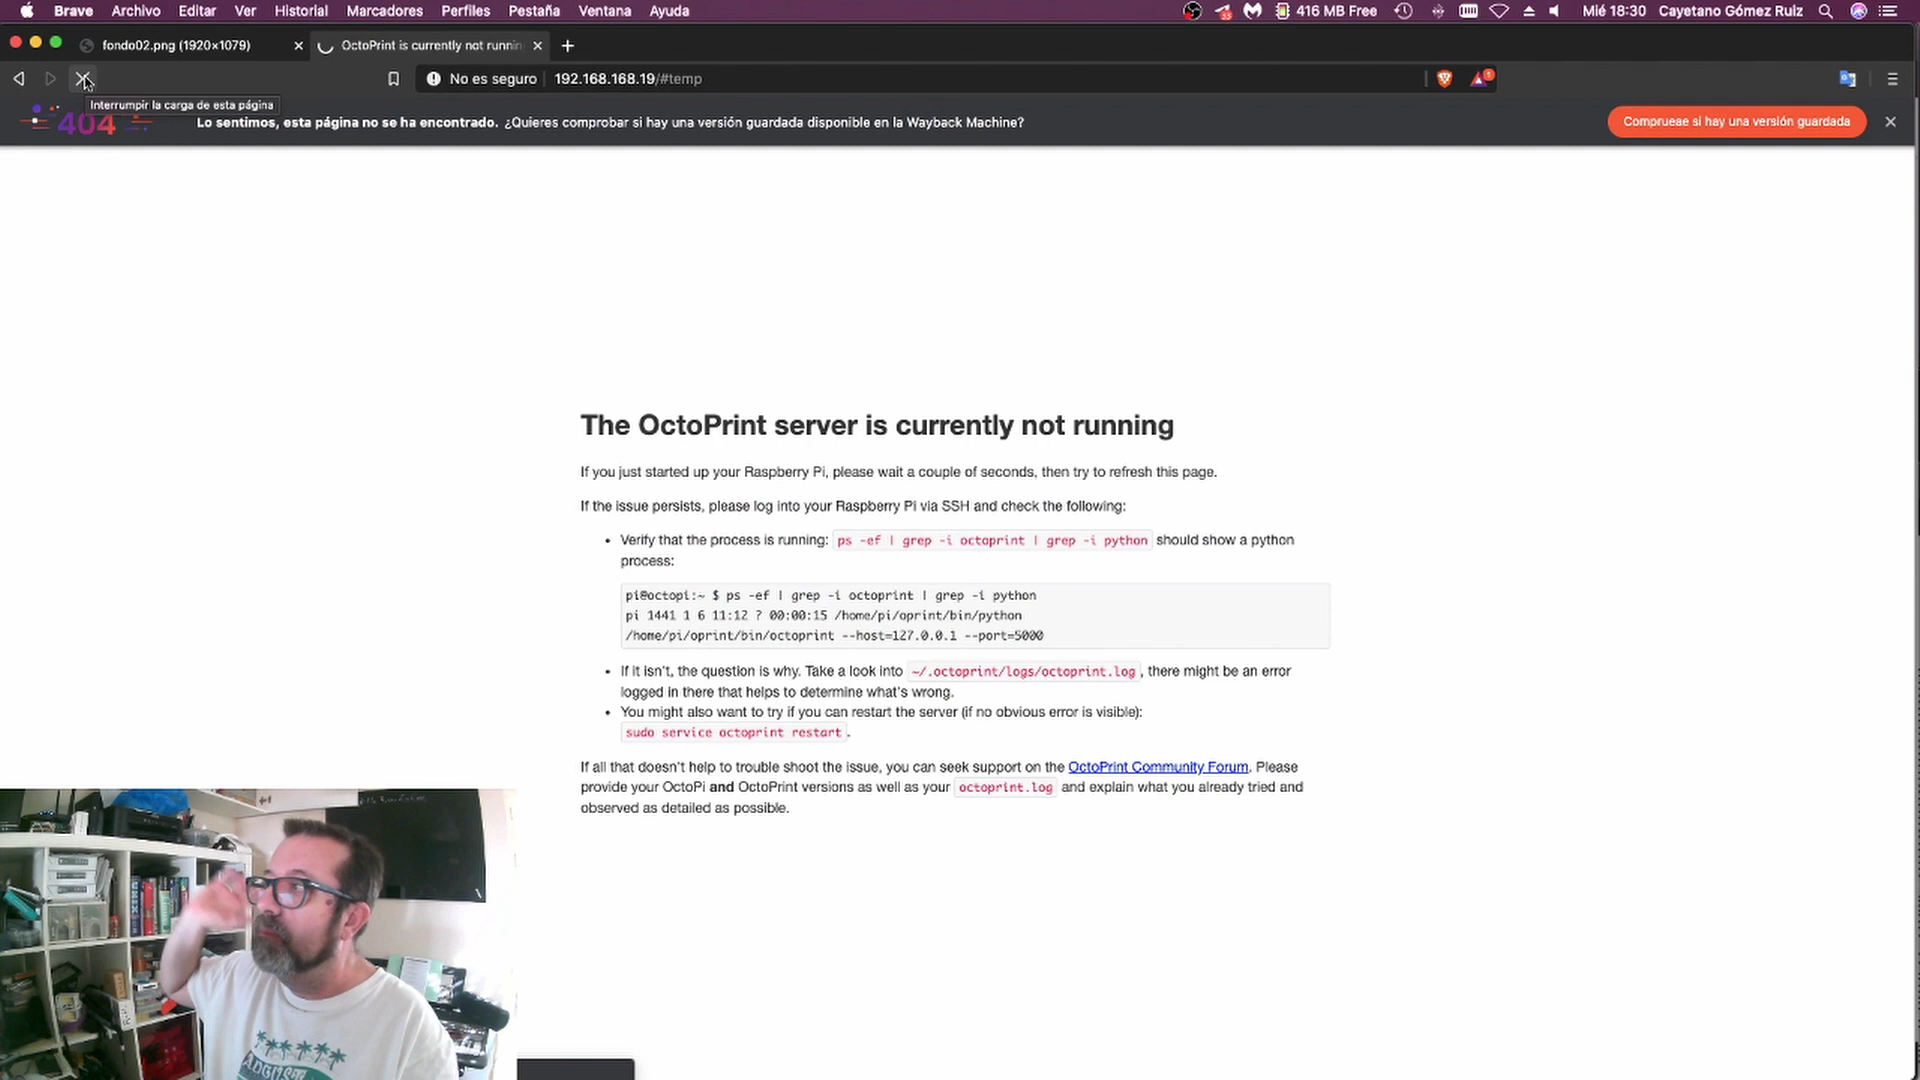 Brave Archivo Editar Ver Historial Marcadores Perfiles Pestaña Ventana Ayuda 33 416 MB Free Mié 18:30 Cayetano Gómez Ruiz
fondo02.png (1920×1079) OctoPrint is currently not runnin
No es seguro 192.168.168.19/#temp 1
Interrumpir la carga de esta página
404 Lo sentimos, esta página no se ha encontrado. ¿Quieres comprobar si hay una versión guardada disponible en la Wayback Machine? Comprueae si hay una versión guardada
The OctoPrint server is currently not running
If you just started up your Raspberry Pi, please wait a couple of seconds, then try to refresh this page.
If the issue persists, please log into your Raspberry Pi via SSH and check the following:
• Verify that the process is running: ps -ef | grep -i octoprint | grep -i python should show a python
process:
pi@octopi:~ $ ps -ef | grep -i octoprint | grep -i python
pi 1441 1 6 11:12 ? 00:00:15 /home/pi/oprint/bin/python
/home/pi/oprint/bin/octoprint --host=127.0.0.1 --port=5000
• If it isn't, the question is why. Take a look into ~/.octoprint/logs/octoprint.log, there might be an error
logged in there that helps to determine what's wrong.
• You might also want to try if you can restart the server (if no obvious error is visible):
sudo service octoprint restart.
If all that doesn't help to trouble shoot the issue, you can seek support on the OctoPrint Community Forum. Please
provide your OctoPi and OctoPrint versions as well as your octoprint.log and explain what you already tried and
observed as detailed as possible.